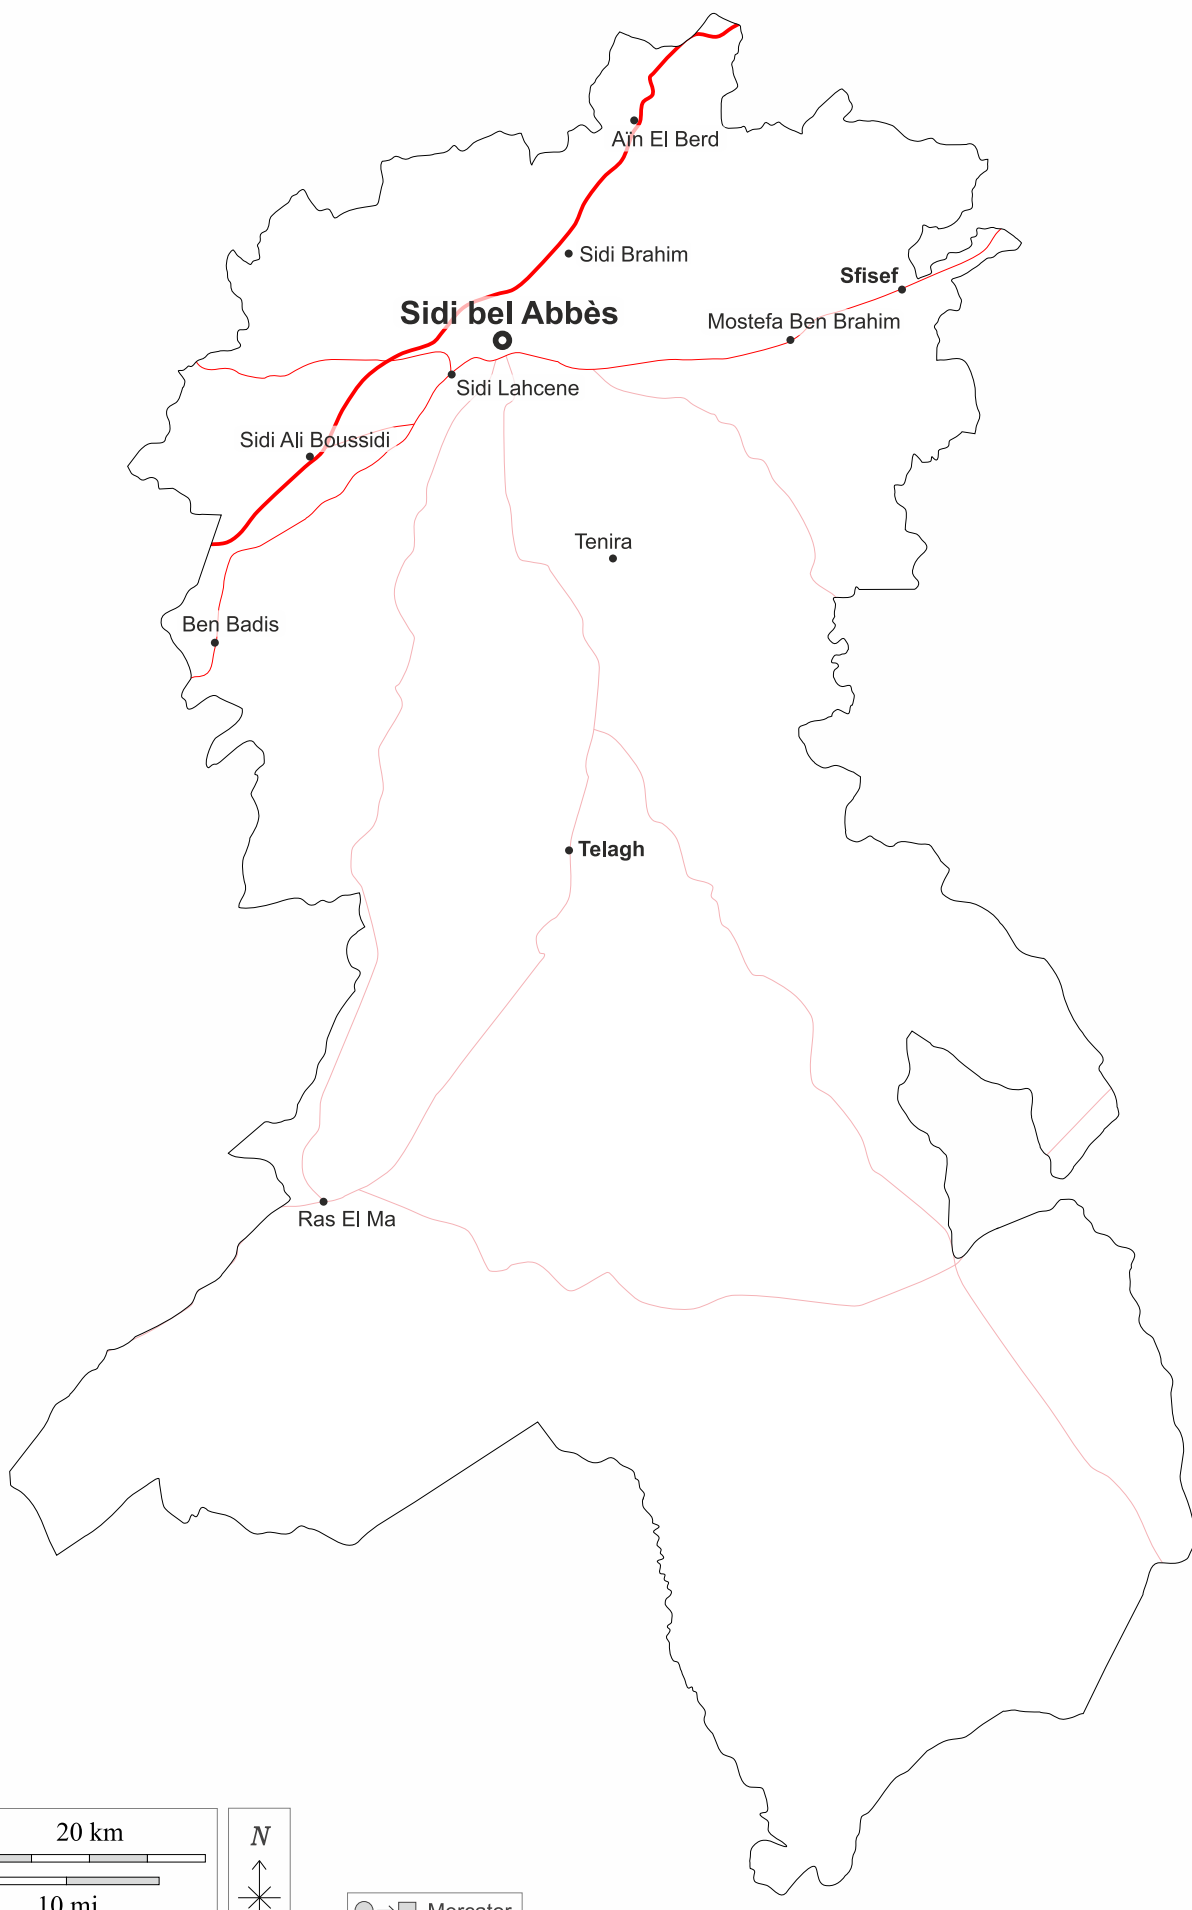 Aïn El Berd
Sidi Brahim
Sfisef
Sidi bel Abbès
Mostefa Ben Brahim
Sidi Lahcene
Sidi Ali Boussidi
Tenira
Ben Badis
Telagh
Ras El Ma
20 km
N
10 mi
Mercator